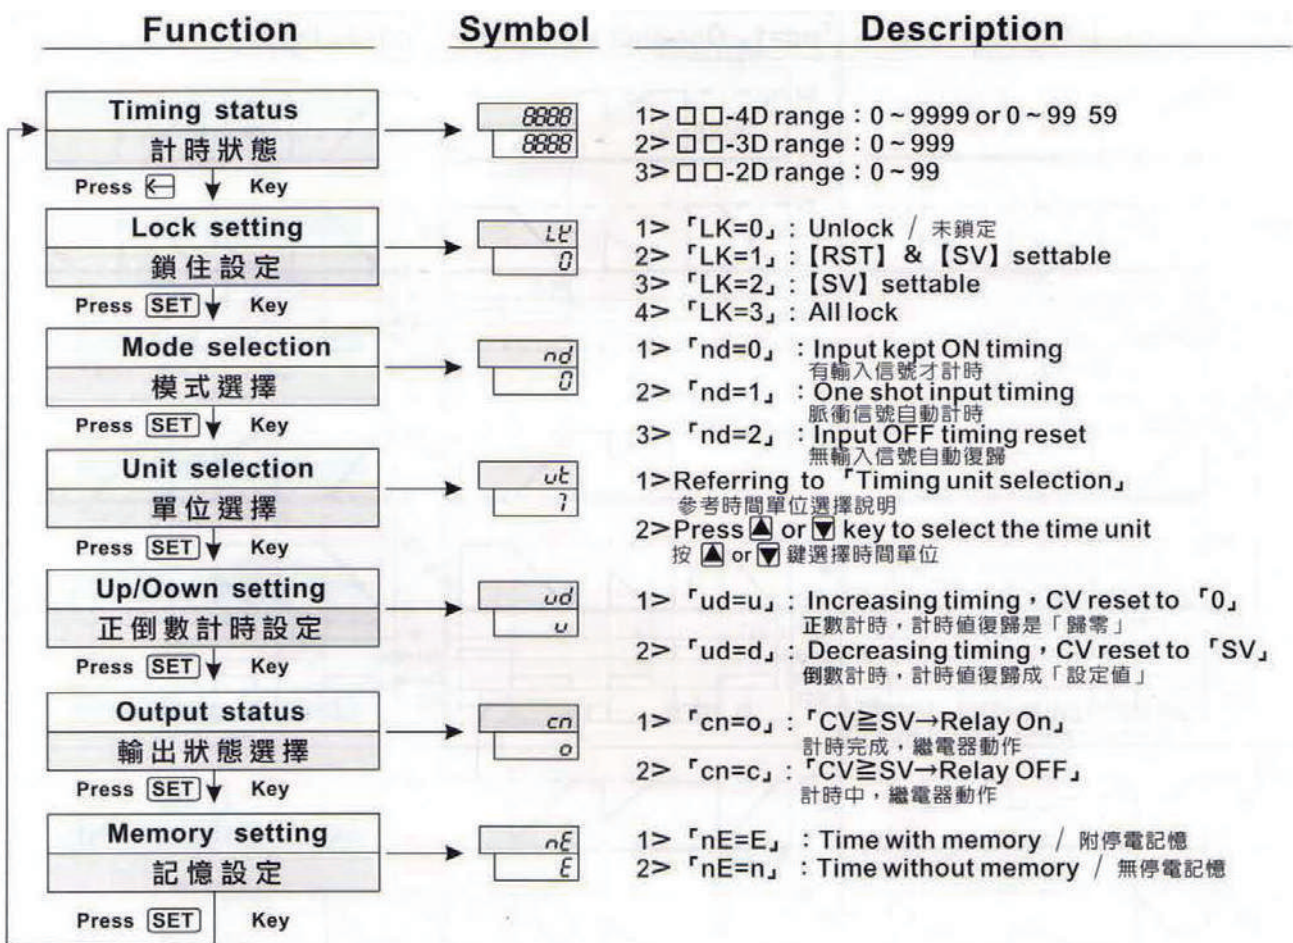 Function Symbol Description
Timing status
計時狀態
8888
8888
1> □□-4D range：0~9999 or 0~99 59
2> □□-3D range：0~999
3> □□-2D range：0~99
Press Key
Lock setting
鎖住設定
LK
0
1> 「LK=0」: Unlock / 未鎖定
2> 「LK=1」:【RST】 & 【SV】 settable
3> 「LK=2」:【SV】 settable
4> 「LK=3」: All lock
Press SET Key
Mode selection
模式選擇
nd
0
1> 「nd=0」 : Input kept ON timing
有輸入信號才計時
2> 「nd=1」 : One shot input timing
脈衝信號自動計時
3> 「nd=2」 : Input OFF timing reset
無輸入信號自動復歸
Press SET Key
Unit selection
單位選擇
ut
1
1>Referring to 「Timing unit selection」
參考時間單位選擇說明
2>Press ▲ or ▼ key to select the time unit
按 ▲ or ▼ 鍵選擇時間單位
Press SET Key
Up/Oown setting
正倒數計時設定
ud
u
1> 「ud=u」: Increasing timing，CV reset to 「0」
正數計時，計時值復歸是「歸零」
2> 「ud=d」: Decreasing timing，CV reset to 「SV」
倒數計時，計時值復歸成「設定值」
Press SET Key
Output status
輸出狀態選擇
cn
o
1> 「cn=o」:「CV≧SV→Relay On」
計時完成，繼電器動作
2> 「cn=c」:「CV≧SV→Relay OFF」
計時中，繼電器動作
Press SET Key
Memory setting
記憶設定
nE
E
1> 「nE=E」 : Time with memory / 附停電記憶
2> 「nE=n」 : Time without memory / 無停電記憶
Press SET Key